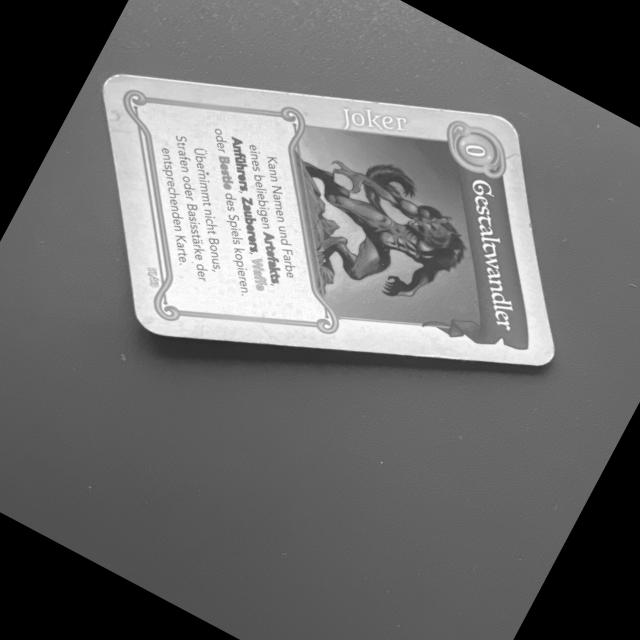 0
Gestaltwandler
Joker
Kann Namen und Farbe
eines beliebigen Artefakts,
Anführers, Zauberers, Waffe
oder Bestie des Spiels kopieren.
Übernimmt nicht Bonus,
Strafen oder Basisstärke der
entsprechenden Karte.